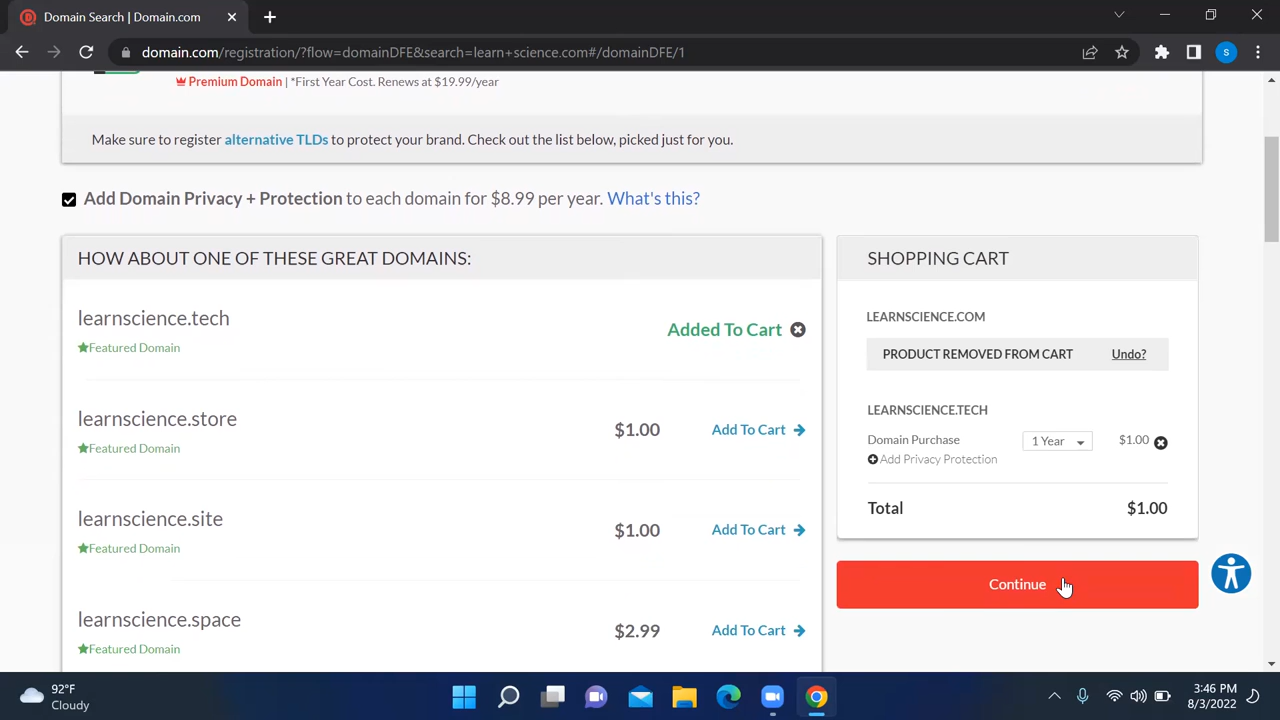 Domain Search | Domain.com
domain.com/registration/?flow=domainDFE&search=learn+science.com#/domainDFE/1
S
Premium Domain | *First Year Cost. Renews at $19.99/year
Make sure to register alternative TLDs to protect your brand. Check out the list below, picked just for you.
Add Domain Privacy + Protection to each domain for $8.99 per year. What's this?
HOW ABOUT ONE OF THESE GREAT DOMAINS:
learnscience.tech
Added To Cart
Featured Domain
learnscience.store
$1.00 Add To Cart
Featured Domain
learnscience.site
$1.00 Add To Cart
Featured Domain
learnscience.space
$2.99 Add To Cart
Featured Domain
SHOPPING CART
LEARNSCIENCE.COM
PRODUCT REMOVED FROM CART Undo?
LEARNSCIENCE.TECH
Domain Purchase 1 Year $1.00
Add Privacy Protection
Total $1.00
Continue
92°F
Cloudy
3:46 PM
8/3/2022